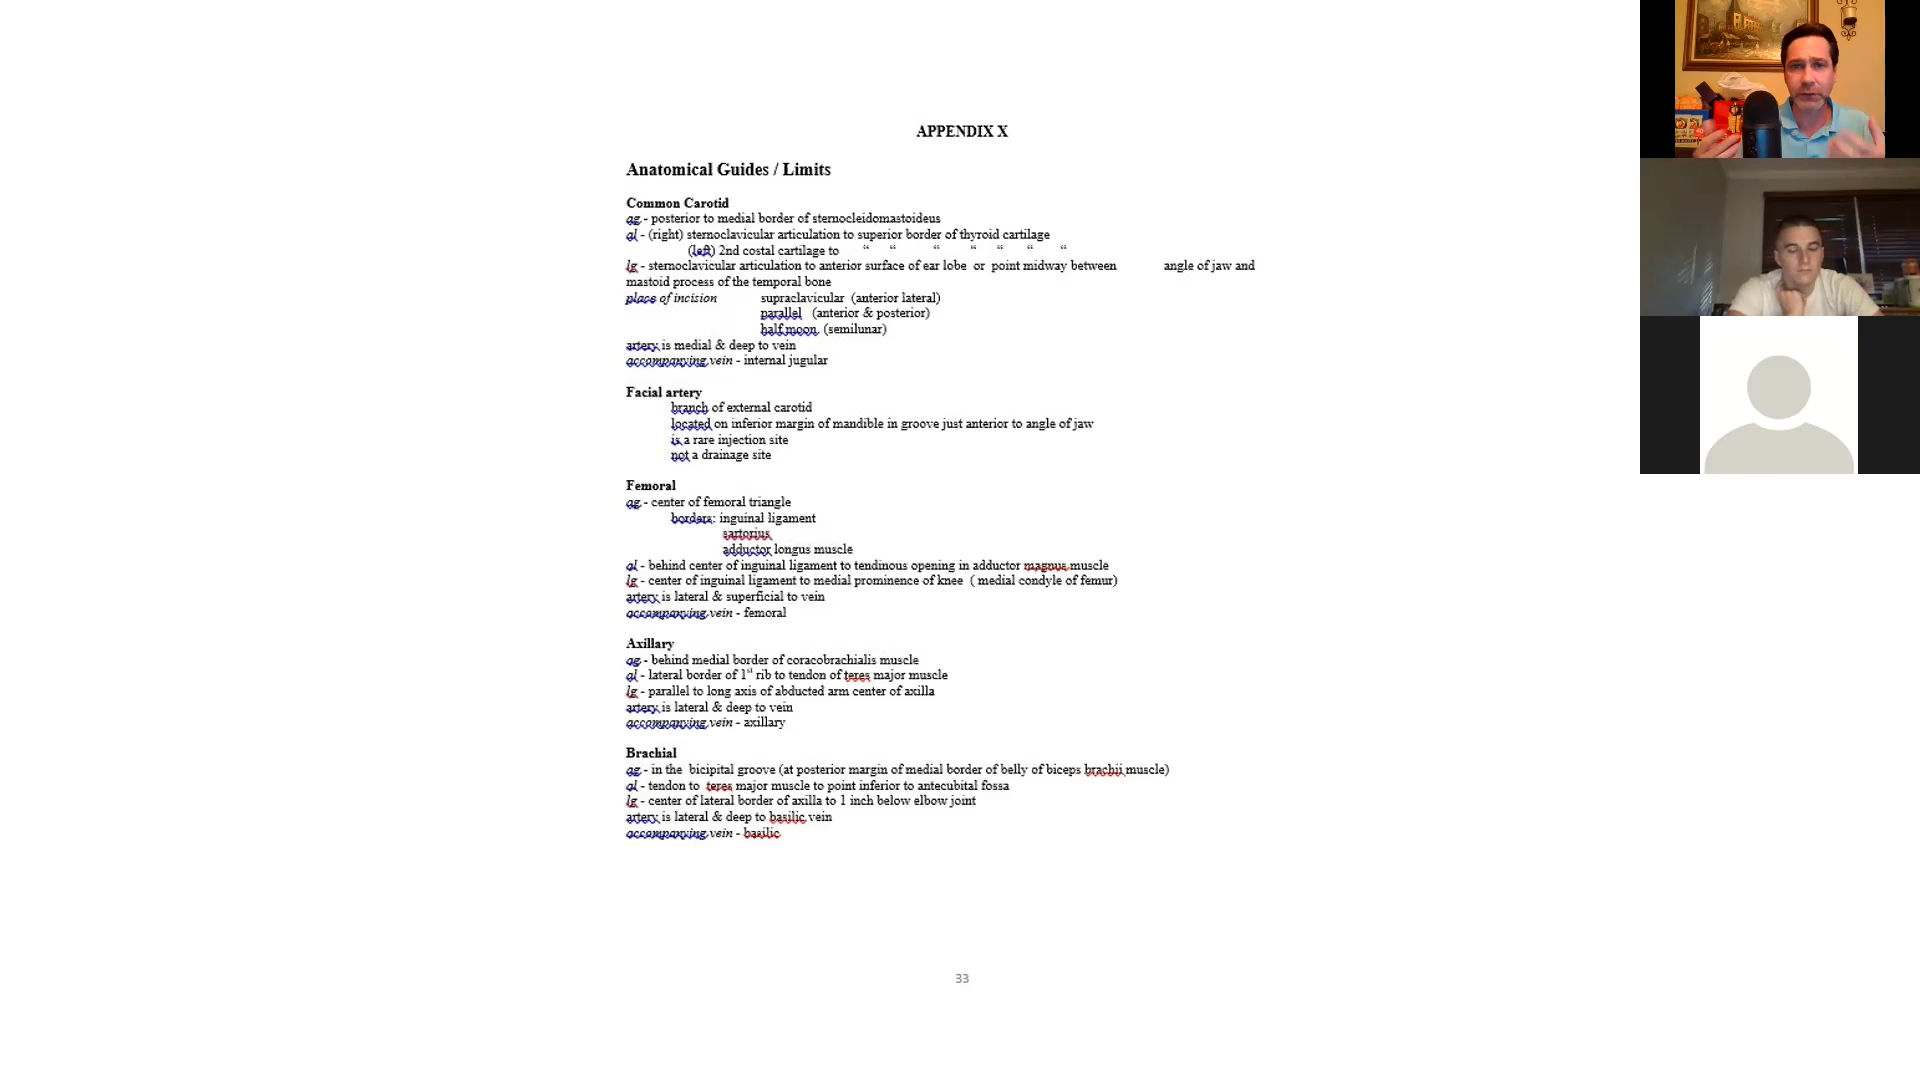 APPENDIX X
Anatomical Guides / Limits
Common Carotid
ag - posterior to medial border of sternocleidomastoideus
al - (right) sternoclavicular articulation to superior border of thyroid cartilage
(left) 2nd costal cartilage to “ “ “ “ “ “ “
lg - sternoclavicular articulation to anterior surface of ear lobe or point midway between angle of jaw and
mastoid process of the temporal bone
place of incision supraclavicular (anterior lateral)
parallel (anterior & posterior)
half moon (semilunar)
artery is medial & deep to vein
accompanying vein - internal jugular
Facial artery
branch of external carotid
located on inferior margin of mandible in groove just anterior to angle of jaw
is a rare injection site
not a drainage site
Femoral
ag - center of femoral triangle
borders: inguinal ligament
sartorius
adductor longus muscle
al - behind center of inguinal ligament to tendinous opening in adductor magnus muscle
lg - center of inguinal ligament to medial prominence of knee ( medial condyle of femur)
artery is lateral & superficial to vein
accompanying vein - femoral
Axillary
ag - behind medial border of coracobrachialis muscle
al - lateral border of 1st rib to tendon of teres major muscle
lg - parallel to long axis of abducted arm center of axilla
artery is lateral & deep to vein
accompanying vein - axillary
Brachial
ag - in the bicipital groove (at posterior margin of medial border of belly of biceps brachii muscle)
al - tendon to teres major muscle to point inferior to antecubital fossa
lg - center of lateral border of axilla to 1 inch below elbow joint
artery is lateral & deep to basilic vein
accompanying vein - basilic
33